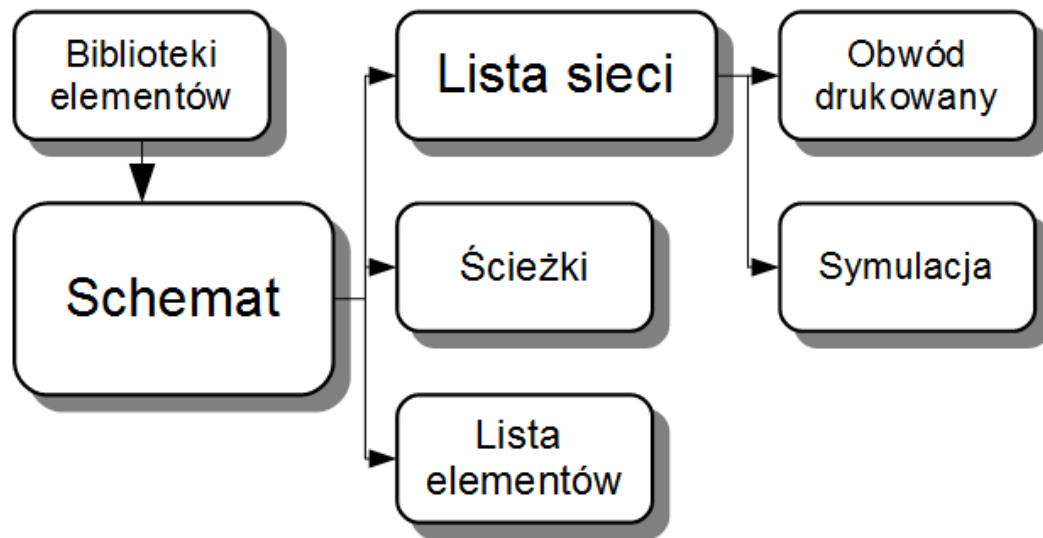 Biblioteki
elementów
Lista sieci
Obwód
drukowany
Schemat
Ścieżki
Symulacja
Lista
elementów